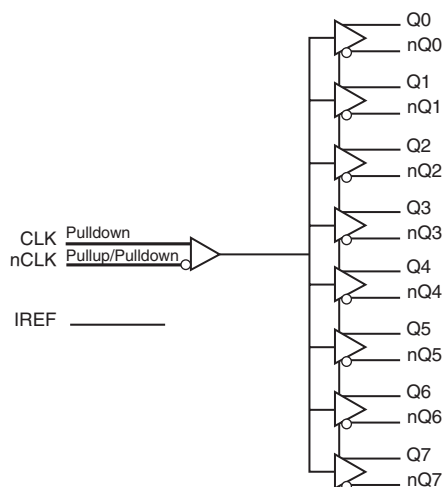 Q0
nQ0
Q1
nQ1
Q2
nQ2
Q3
nQ3
CLK Pulldown
nCLK Pullup/Pulldown
Q4
nQ4
IREF
Q5
nQ5
Q6
nQ6
Q7
nQ7